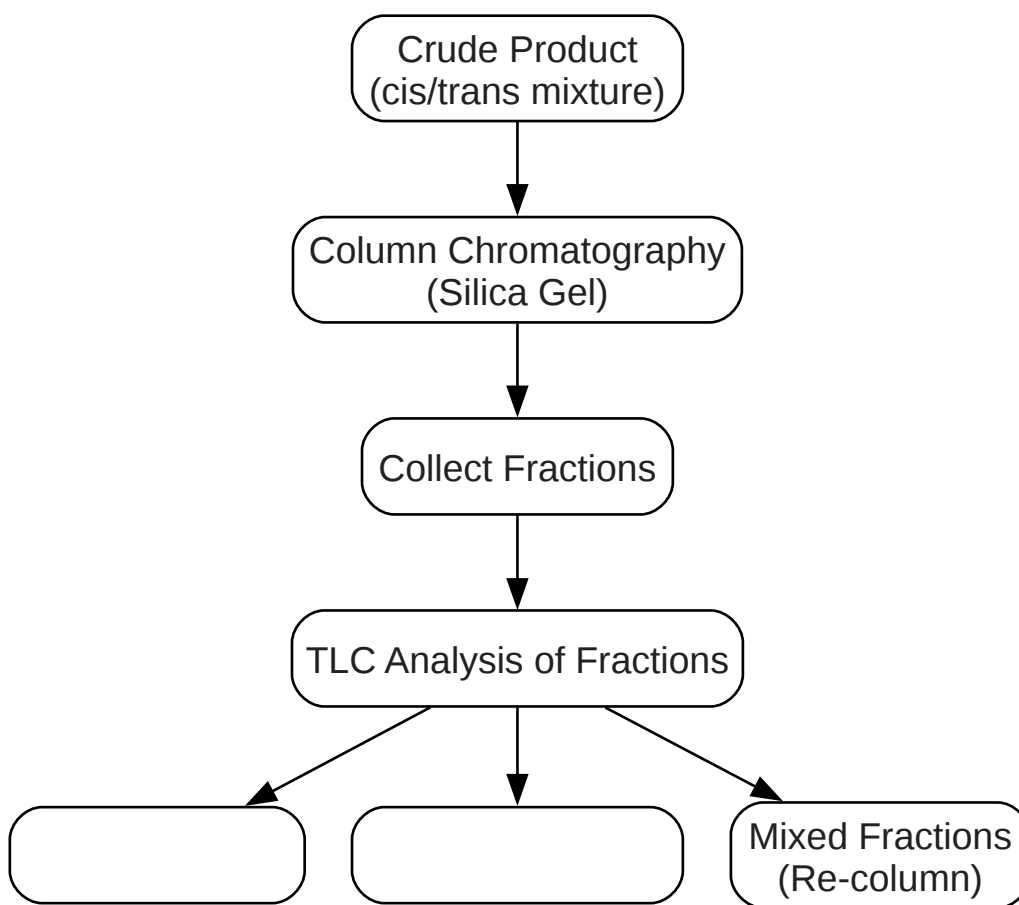 Crude Product
(cis/trans mixture)
Column Chromatography
(Silica Gel)
Collect Fractions
TLC Analysis of Fractions
Mixed Fractions
(Re-column)